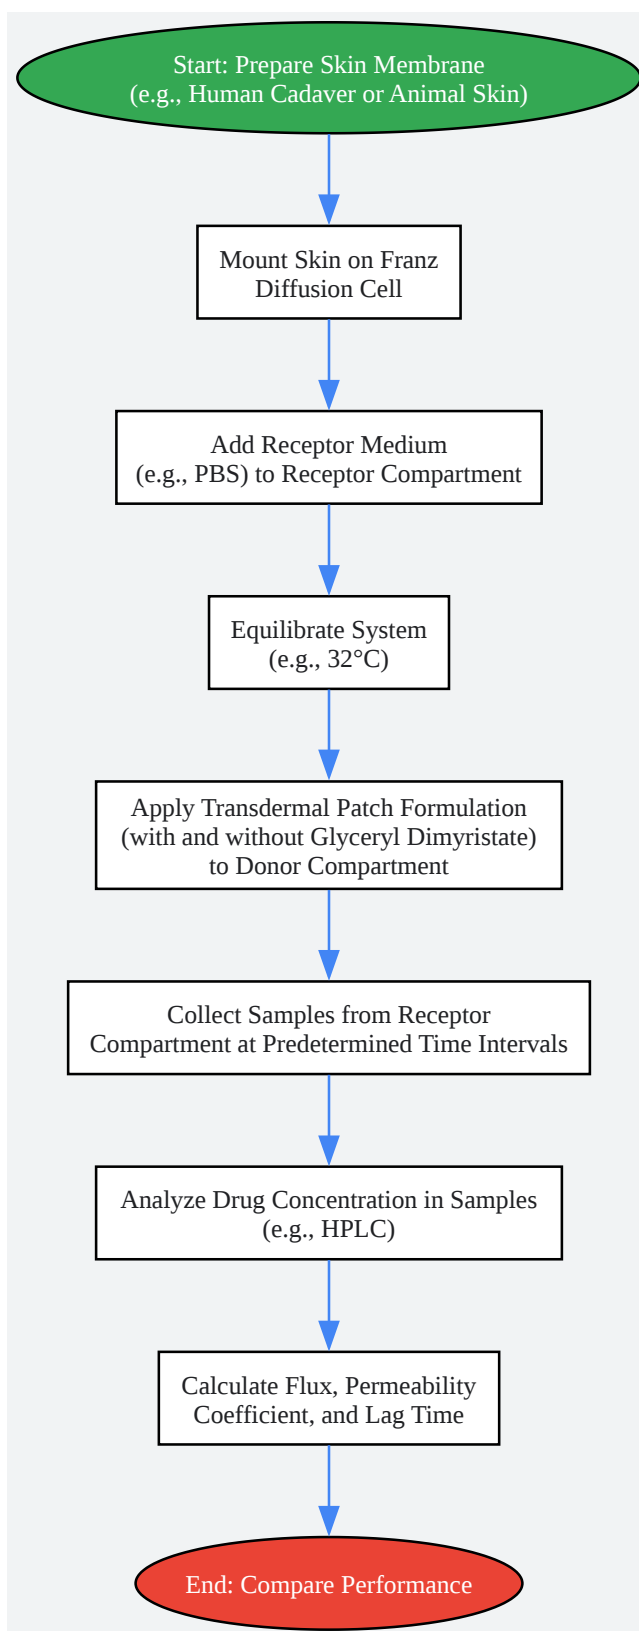 Start: Prepare Skin Membrane
(e.g., Human Cadaver or Animal Skin)
Mount Skin on Franz
Diffusion Cell
Add Receptor Medium
(e.g., PBS) to Receptor Compartment
Equilibrate System
(e.g., 32°C)
Apply Transdermal Patch Formulation
(with and without Glyceryl Dimyristate)
to Donor Compartment
Collect Samples from Receptor
Compartment at Predetermined Time Intervals
Analyze Drug Concentration in Samples
(e.g., HPLC)
Calculate Flux, Permeability
Coefficient, and Lag Time
End: Compare Performance